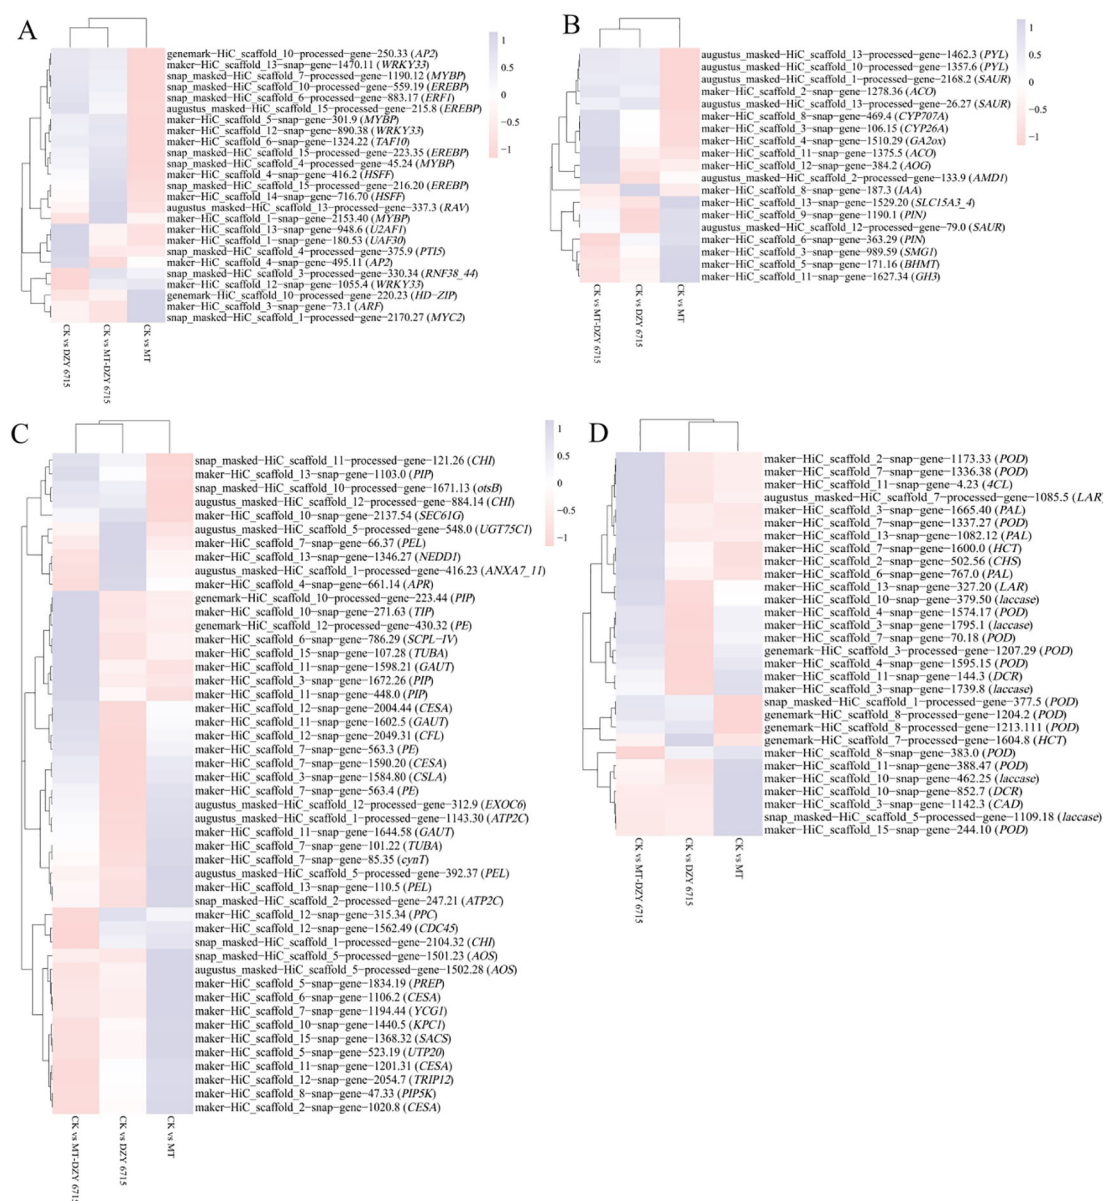 A
genemark−HiC_scaffold_10−processed−gene−250.33 (AP2)
maker−HiC_scaffold_13−snap−gene−1470.11 (WRKY33)
snap_masked−HiC_scaffold_7−processed−gene−1190.12 (MYBP)
snap_masked−HiC_scaffold_10−processed−gene−559.19 (EREBP)
snap_masked−HiC_scaffold_6−processed−gene−883.17 (ERF1)
augustus_masked−HiC_scaffold_15−processed−gene−215.8 (EREBP)
maker−HiC_scaffold_5−snap−gene−301.9 (MYBP)
maker−HiC_scaffold_12−snap−gene−890.38 (WRKY33)
maker−HiC_scaffold_6−snap−gene−1324.22 (TAF10)
snap_masked−HiC_scaffold_15−processed−gene−223.35 (EREBP)
snap_masked−HiC_scaffold_4−processed−gene−45.24 (MYBP)
maker−HiC_scaffold_4−snap−gene−416.2 (HSFF)
snap_masked−HiC_scaffold_15−processed−gene−216.20 (EREBP)
maker−HiC_scaffold_14−snap−gene−716.70 (HSFF)
augustus_masked−HiC_scaffold_13−processed−gene−337.3 (RAV)
maker−HiC_scaffold_1−snap−gene−2153.40 (MYBP)
maker−HiC_scaffold_13−snap−gene−948.6 (U2AF1)
maker−HiC_scaffold_1−snap−gene−180.53 (UAF30)
snap_masked−HiC_scaffold_4−processed−gene−375.9 (PTI5)
maker−HiC_scaffold_4−snap−gene−495.11 (AP2)
snap_masked−HiC_scaffold_3−processed−gene−330.34 (RNF38_44)
maker−HiC_scaffold_12−snap−gene−1055.4 (WRKY33)
genemark−HiC_scaffold_10−processed−gene−220.23 (HD−ZIP)
maker−HiC_scaffold_3−snap−gene−73.1 (ARF)
snap_masked−HiC_scaffold_1−processed−gene−2170.27 (MYC2)
CK vs DZY 6715
CK vs MT−DZY 6715
CK vs MT
1
0.5
0
−0.5
−1
B
augustus_masked−HiC_scaffold_13−processed−gene−1462.3 (PYL)
augustus_masked−HiC_scaffold_10−processed−gene−1357.6 (PYL)
augustus_masked−HiC_scaffold_1−processed−gene−2168.2 (SAUR)
maker−HiC_scaffold_2−snap−gene−1278.36 (ACO)
augustus_masked−HiC_scaffold_13−processed−gene−26.27 (SAUR)
maker−HiC_scaffold_8−snap−gene−469.4 (CYP707A)
maker−HiC_scaffold_3−snap−gene−106.15 (CYP26A)
maker−HiC_scaffold_4−snap−gene−1510.29 (GA2ox)
maker−HiC_scaffold_11−snap−gene−1375.5 (ACO)
maker−HiC_scaffold_12−snap−gene−384.2 (AOG)
augustus_masked−HiC_scaffold_2−processed−gene−133.9 (AMD1)
maker−HiC_scaffold_8−snap−gene−187.3 (IAA)
maker−HiC_scaffold_13−snap−gene−1529.20 (SLC15A3_4)
maker−HiC_scaffold_9−snap−gene−1190.1 (PIN)
augustus_masked−HiC_scaffold_12−processed−gene−79.0 (SAUR)
maker−HiC_scaffold_6−snap−gene−363.29 (PIN)
maker−HiC_scaffold_3−snap−gene−989.59 (SMG1)
maker−HiC_scaffold_5−snap−gene−171.16 (BHMT)
maker−HiC_scaffold_11−snap−gene−1627.34 (GH3)
CK vs MT−DZY 6715
CK vs DZY 6715
CK vs MT
1
0.5
0
−0.5
−1
C
snap_masked−HiC_scaffold_11−processed−gene−121.26 (CHI)
maker−HiC_scaffold_13−snap−gene−1103.0 (PIP)
snap_masked−HiC_scaffold_10−processed−gene−1671.13 (otsB)
augustus_masked−HiC_scaffold_12−processed−gene−884.14 (CHI)
maker−HiC_scaffold_10−snap−gene−2137.54 (SEC61G)
augustus_masked−HiC_scaffold_5−processed−gene−548.0 (UGT75C1)
maker−HiC_scaffold_7−snap−gene−66.37 (PEL)
maker−HiC_scaffold_13−snap−gene−1346.27 (NEDD1)
augustus_masked−HiC_scaffold_1−processed−gene−416.23 (ANXA7_11)
maker−HiC_scaffold_4−snap−gene−661.14 (APR)
genemark−HiC_scaffold_10−processed−gene−223.44 (PIP)
maker−HiC_scaffold_10−snap−gene−271.63 (TIP)
genemark−HiC_scaffold_12−processed−gene−430.32 (PE)
maker−HiC_scaffold_6−snap−gene−786.29 (SCPL−IV)
maker−HiC_scaffold_15−snap−gene−107.28 (TUBA)
maker−HiC_scaffold_11−snap−gene−1598.21 (GAUT)
maker−HiC_scaffold_3−snap−gene−1672.26 (PIP)
maker−HiC_scaffold_11−snap−gene−448.0 (PIP)
maker−HiC_scaffold_12−snap−gene−2004.44 (CESA)
maker−HiC_scaffold_11−snap−gene−1602.5 (GAUT)
maker−HiC_scaffold_12−snap−gene−2049.31 (CFL)
maker−HiC_scaffold_7−snap−gene−563.3 (PE)
maker−HiC_scaffold_7−snap−gene−1590.20 (CESA)
maker−HiC_scaffold_3−snap−gene−1584.80 (CSLA)
maker−HiC_scaffold_7−snap−gene−563.4 (PE)
augustus_masked−HiC_scaffold_12−processed−gene−312.9 (EXOC6)
augustus_masked−HiC_scaffold_1−processed−gene−1143.30 (ATP2C)
maker−HiC_scaffold_11−snap−gene−1644.58 (GAUT)
maker−HiC_scaffold_7−snap−gene−101.22 (TUBA)
maker−HiC_scaffold_7−snap−gene−85.35 (cynT)
augustus_masked−HiC_scaffold_5−processed−gene−392.37 (PEL)
maker−HiC_scaffold_13−snap−gene−110.5 (PEL)
snap_masked−HiC_scaffold_2−processed−gene−247.21 (ATP2C)
maker−HiC_scaffold_12−snap−gene−315.34 (PPC)
maker−HiC_scaffold_12−snap−gene−1562.49 (CDC45)
snap_masked−HiC_scaffold_1−processed−gene−2104.32 (CHI)
snap_masked−HiC_scaffold_5−processed−gene−1501.23 (AOS)
augustus_masked−HiC_scaffold_5−processed−gene−1502.28 (AOS)
maker−HiC_scaffold_5−snap−gene−1834.19 (PREP)
maker−HiC_scaffold_6−snap−gene−1106.2 (CESA)
maker−HiC_scaffold_7−snap−gene−1194.44 (YCG1)
maker−HiC_scaffold_10−snap−gene−1440.5 (KPC1)
maker−HiC_scaffold_15−snap−gene−1368.32 (SACS)
maker−HiC_scaffold_5−snap−gene−523.19 (UTP20)
maker−HiC_scaffold_11−snap−gene−1201.31 (CESA)
maker−HiC_scaffold_12−snap−gene−2054.7 (TRIP12)
maker−HiC_scaffold_8−snap−gene−47.33 (PIP5K)
maker−HiC_scaffold_2−snap−gene−1020.8 (CESA)
CK vs MT−DZY 6715
CK vs DZY 6715
CK vs MT
1
0.5
0
−0.5
−1
D
maker−HiC_scaffold_2−snap−gene−1173.33 (POD)
maker−HiC_scaffold_7−snap−gene−1336.38 (POD)
maker−HiC_scaffold_11−snap−gene−4.23 (4CL)
augustus_masked−HiC_scaffold_7−processed−gene−1085.5 (LAR)
maker−HiC_scaffold_3−snap−gene−1665.40 (PAL)
maker−HiC_scaffold_7−snap−gene−1337.27 (POD)
maker−HiC_scaffold_13−snap−gene−1082.12 (PAL)
maker−HiC_scaffold_7−snap−gene−1600.0 (HCT)
maker−HiC_scaffold_2−snap−gene−502.56 (CHS)
maker−HiC_scaffold_6−snap−gene−767.0 (PAL)
maker−HiC_scaffold_13−snap−gene−327.20 (LAR)
maker−HiC_scaffold_10−snap−gene−379.50 (laccase)
maker−HiC_scaffold_4−snap−gene−1574.17 (POD)
maker−HiC_scaffold_3−snap−gene−1795.1 (laccase)
maker−HiC_scaffold_7−snap−gene−70.18 (POD)
genemark−HiC_scaffold_3−processed−gene−1207.29 (POD)
maker−HiC_scaffold_4−snap−gene−1595.15 (POD)
maker−HiC_scaffold_11−snap−gene−144.3 (DCR)
maker−HiC_scaffold_3−snap−gene−1739.8 (laccase)
snap_masked−HiC_scaffold_1−processed−gene−377.5 (POD)
genemark−HiC_scaffold_8−processed−gene−1204.2 (POD)
genemark−HiC_scaffold_8−processed−gene−1213.111 (POD)
genemark−HiC_scaffold_7−processed−gene−1604.8 (HCT)
maker−HiC_scaffold_8−snap−gene−383.0 (POD)
maker−HiC_scaffold_11−snap−gene−388.47 (POD)
maker−HiC_scaffold_10−snap−gene−462.25 (laccase)
maker−HiC_scaffold_10−snap−gene−852.7 (DCR)
maker−HiC_scaffold_3−snap−gene−1142.3 (CAD)
snap_masked−HiC_scaffold_5−processed−gene−1109.18 (laccase)
maker−HiC_scaffold_15−snap−gene−244.10 (POD)
CK vs MT−DZY 6715
CK vs DZY 6715
CK vs MT